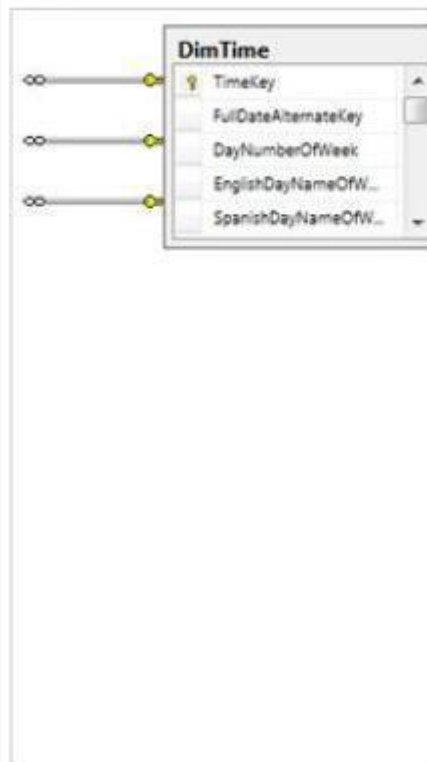 DimTime
TimeKey
FullDateAlternateKey
DayNumberOfWeek
EnglishDayNameOfW...
SpanishDayNameOfW...